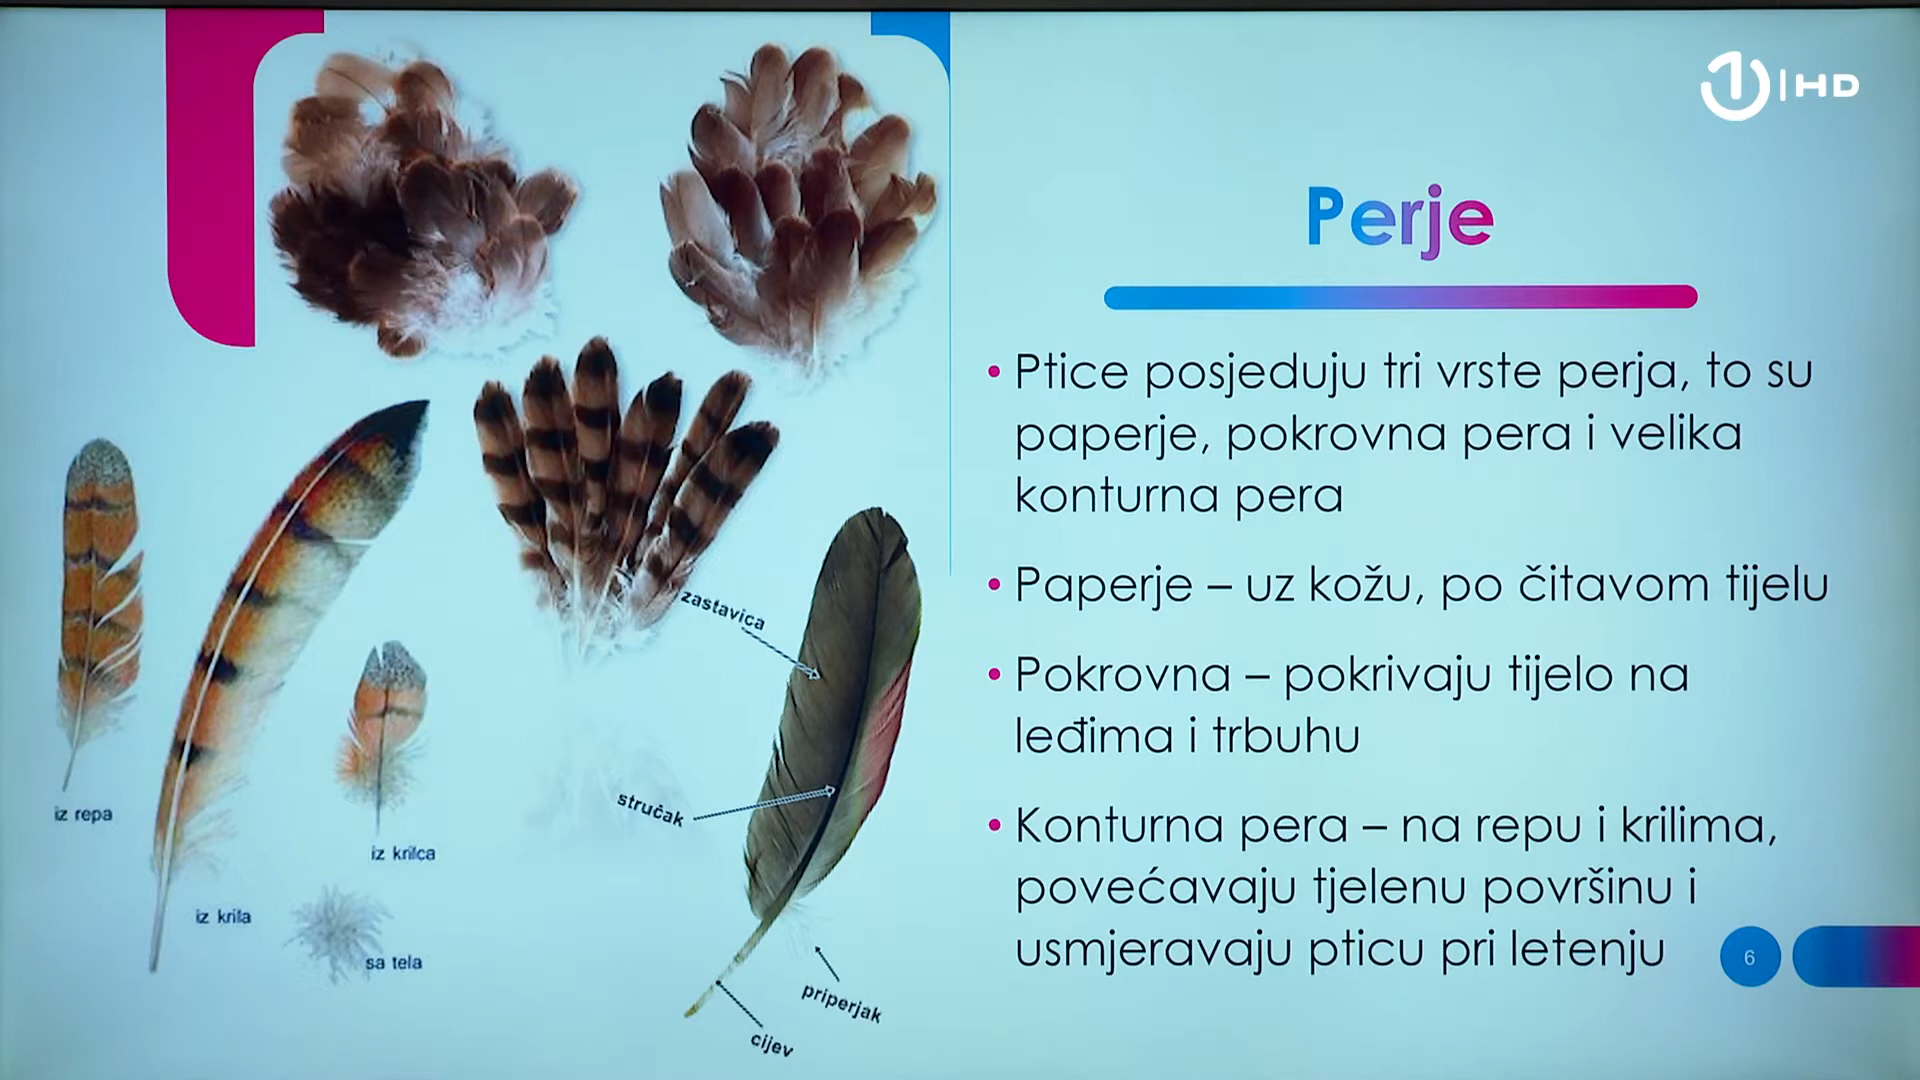 1 HD
Perje
• Ptice posjeduju tri vrste perja, to su
paperje, pokrovna pera i velika
konturna pera
• Paperje – uz kožu, po čitavom tijelu
• Pokrovna – pokrivaju tijelo na
leđima i trbuhu
• Konturna pera – na repu i krilima,
povećavaju tjelenu površinu i
usmjeravaju pticu pri letenju
6
zastavica
stručak
priperjak
cijev
iz repa
iz krilca
iz krila
sa tela